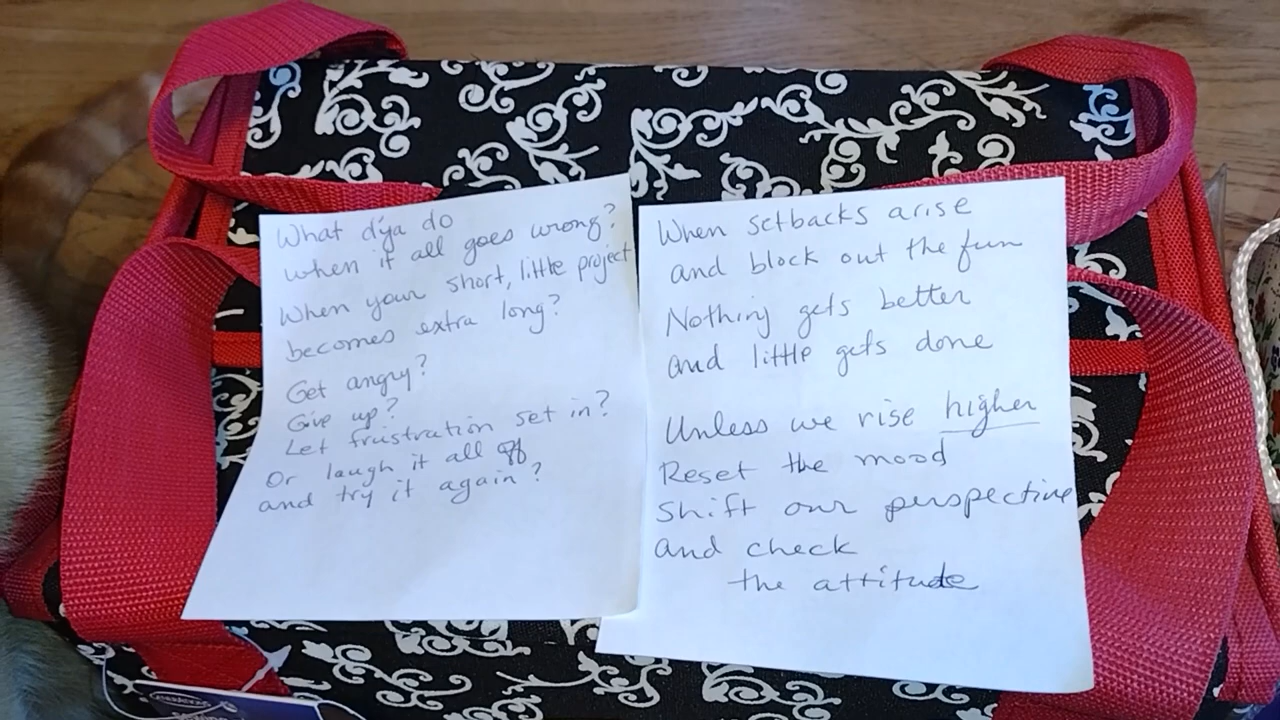 What d'ya do
when it all goes wrong?
When your short, little project
becomes extra long?
Get angry?
Give up?
Let frustration set in?
Or laugh it all off
and try it again?
When setbacks arise
and block out the fun
Nothing gets better
and little gets done
Unless we rise higher
Reset the mood
Shift our perspective
and check
the attitude